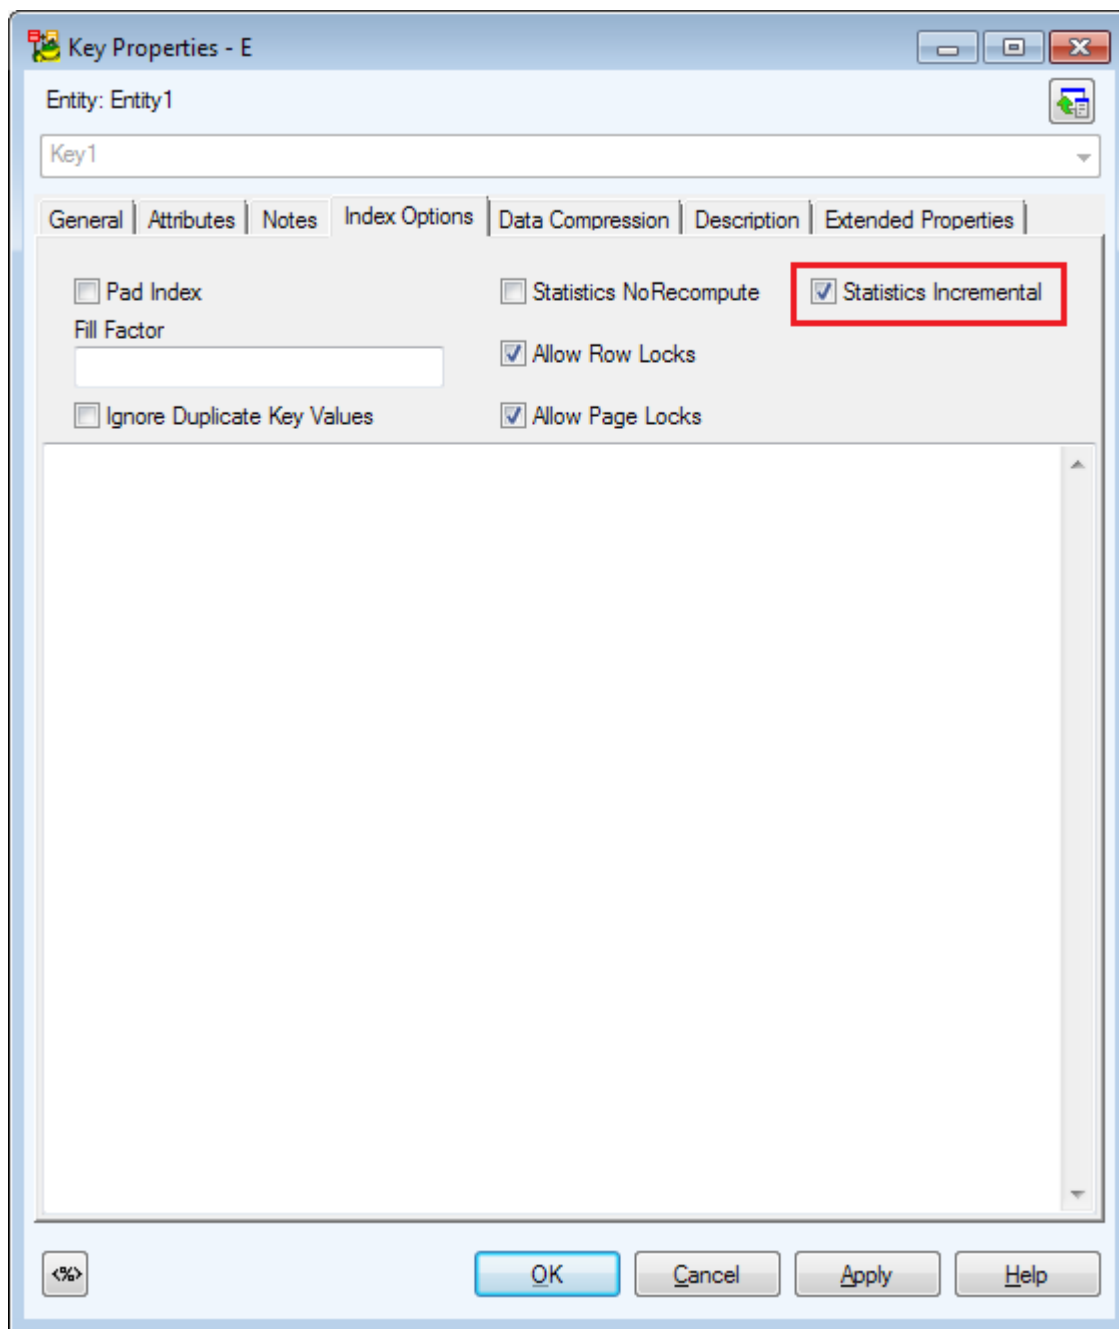 Key Properties - E
Entity: Entity1
Key1
General Attributes Notes Index Options Data Compression Description Extended Properties
Pad Index Statistics NoRecompute Statistics Incremental
Fill Factor
Allow Row Locks
Ignore Duplicate Key Values Allow Page Locks
<%> OK Cancel Apply Help